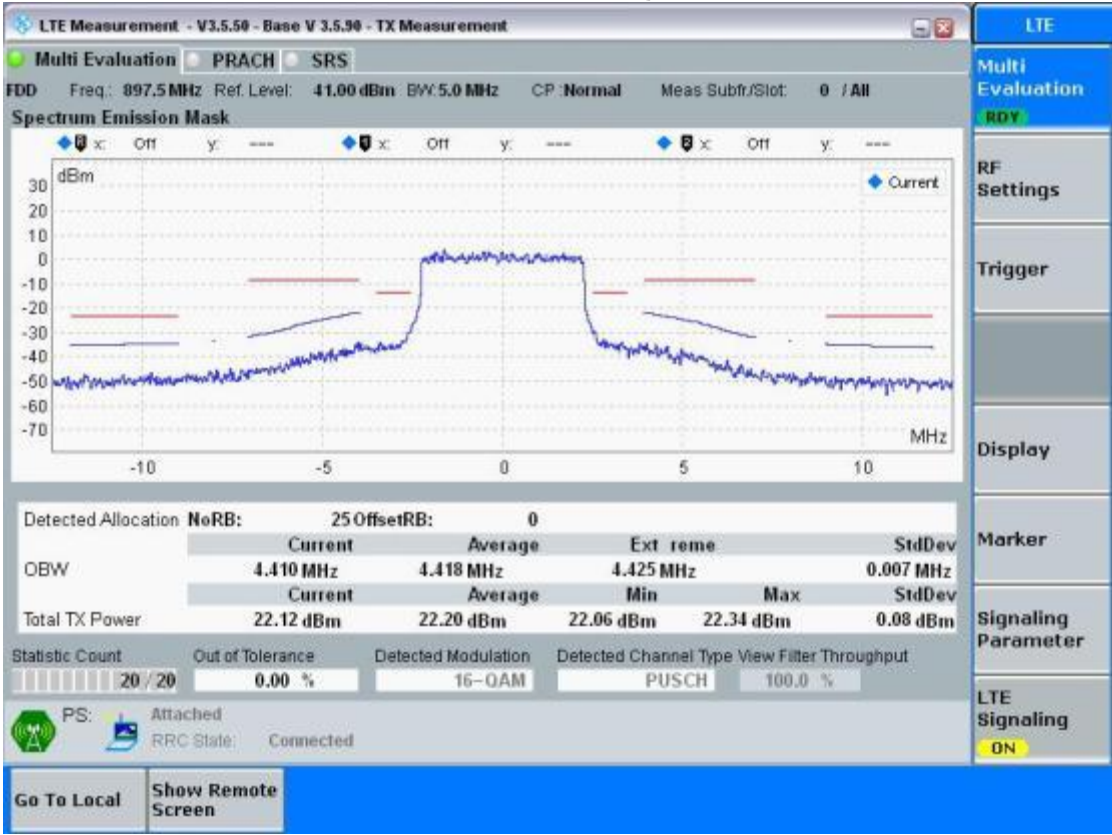 LTE Measurement - V3.5.50 - Base V 3.5.90 - TX Measurement
LTE
Multi Evaluation PRACH SRS
FDD Freq.: 897.5 MHz Ref. Level: 41.00 dBm BW: 5.0 MHz CP :Normal Meas Subfr./Slot: 0 / All
Spectrum Emission Mask
x: Off y: --- x: Off y: --- x: Off y: ---
dBm
Current
30
20
10
0
-10
-20
-30
-40
-50
-60
-70
MHz
-10 -5 0 5 10
Detected Allocation NoRB: 25 OffsetRB: 0
Current Average Ext reme StdDev
OBW 4.410 MHz 4.418 MHz 4.425 MHz 0.007 MHz
Current Average Min Max StdDev
Total TX Power 22.12 dBm 22.20 dBm 22.06 dBm 22.34 dBm 0.08 dBm
Statistic Count Out of Tolerance Detected Modulation Detected Channel Type View Filter Throughput
20 / 20 0.00 % 16-QAM PUSCH 100.0 %
PS: Attached
RRC State: Connected
Multi
Evaluation
RDY
RF
Settings
Trigger
Display
Marker
Signaling
Parameter
LTE
Signaling
ON
Go To Local
Show Remote
Screen